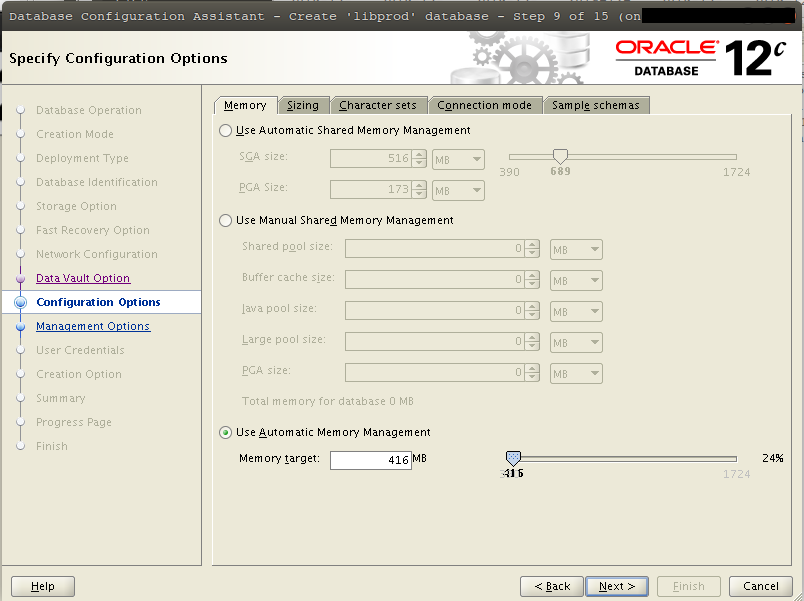 Database Configuration Assistant - Create 'libprod' database - Step 9 of 15 (on
Specify Configuration Options
ORACLE®
DATABASE
12c
Database Operation
Creation Mode
Deployment Type
Database Identification
Storage Option
Fast Recovery Option
Network Configuration
Data Vault Option
Configuration Options
Management Options
User Credentials
Creation Option
Summary
Progress Page
Finish
Memory Sizing Character sets Connection mode Sample schemas
Use Automatic Shared Memory Management
SGA size: 516 MB
390 689 1724
PGA Size: 173 MB
Use Manual Shared Memory Management
Shared pool size: 0 MB
Buffer cache size: 0 MB
Java pool size: 0 MB
Large pool size: 0 MB
PGA size: 0 MB
Total memory for database 0 MB
Use Automatic Memory Management
Memory target: 416 MB 24%
416 1724
Help < Back Next > Finish Cancel